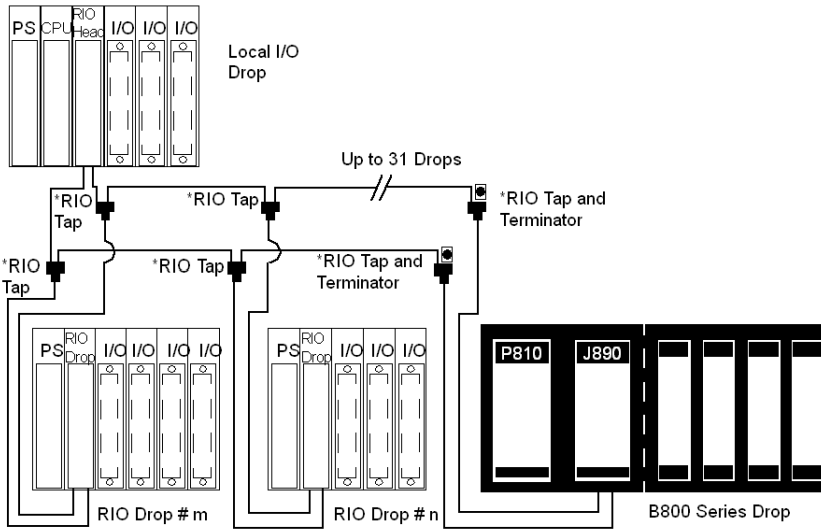 PS CPU RIO Head I/O I/O I/O
Local I/O
Drop
Up to 31 Drops
*RIO
Tap
*RIO Tap
*RIO Tap and
Terminator
*RIO
Tap
*RIO Tap
*RIO Tap and
Terminator
PS RIO Drop I/O I/O I/O I/O
PS RIO Drop I/O I/O I/O
P810 J890
RIO Drop # m
RIO Drop # n
B800 Series Drop